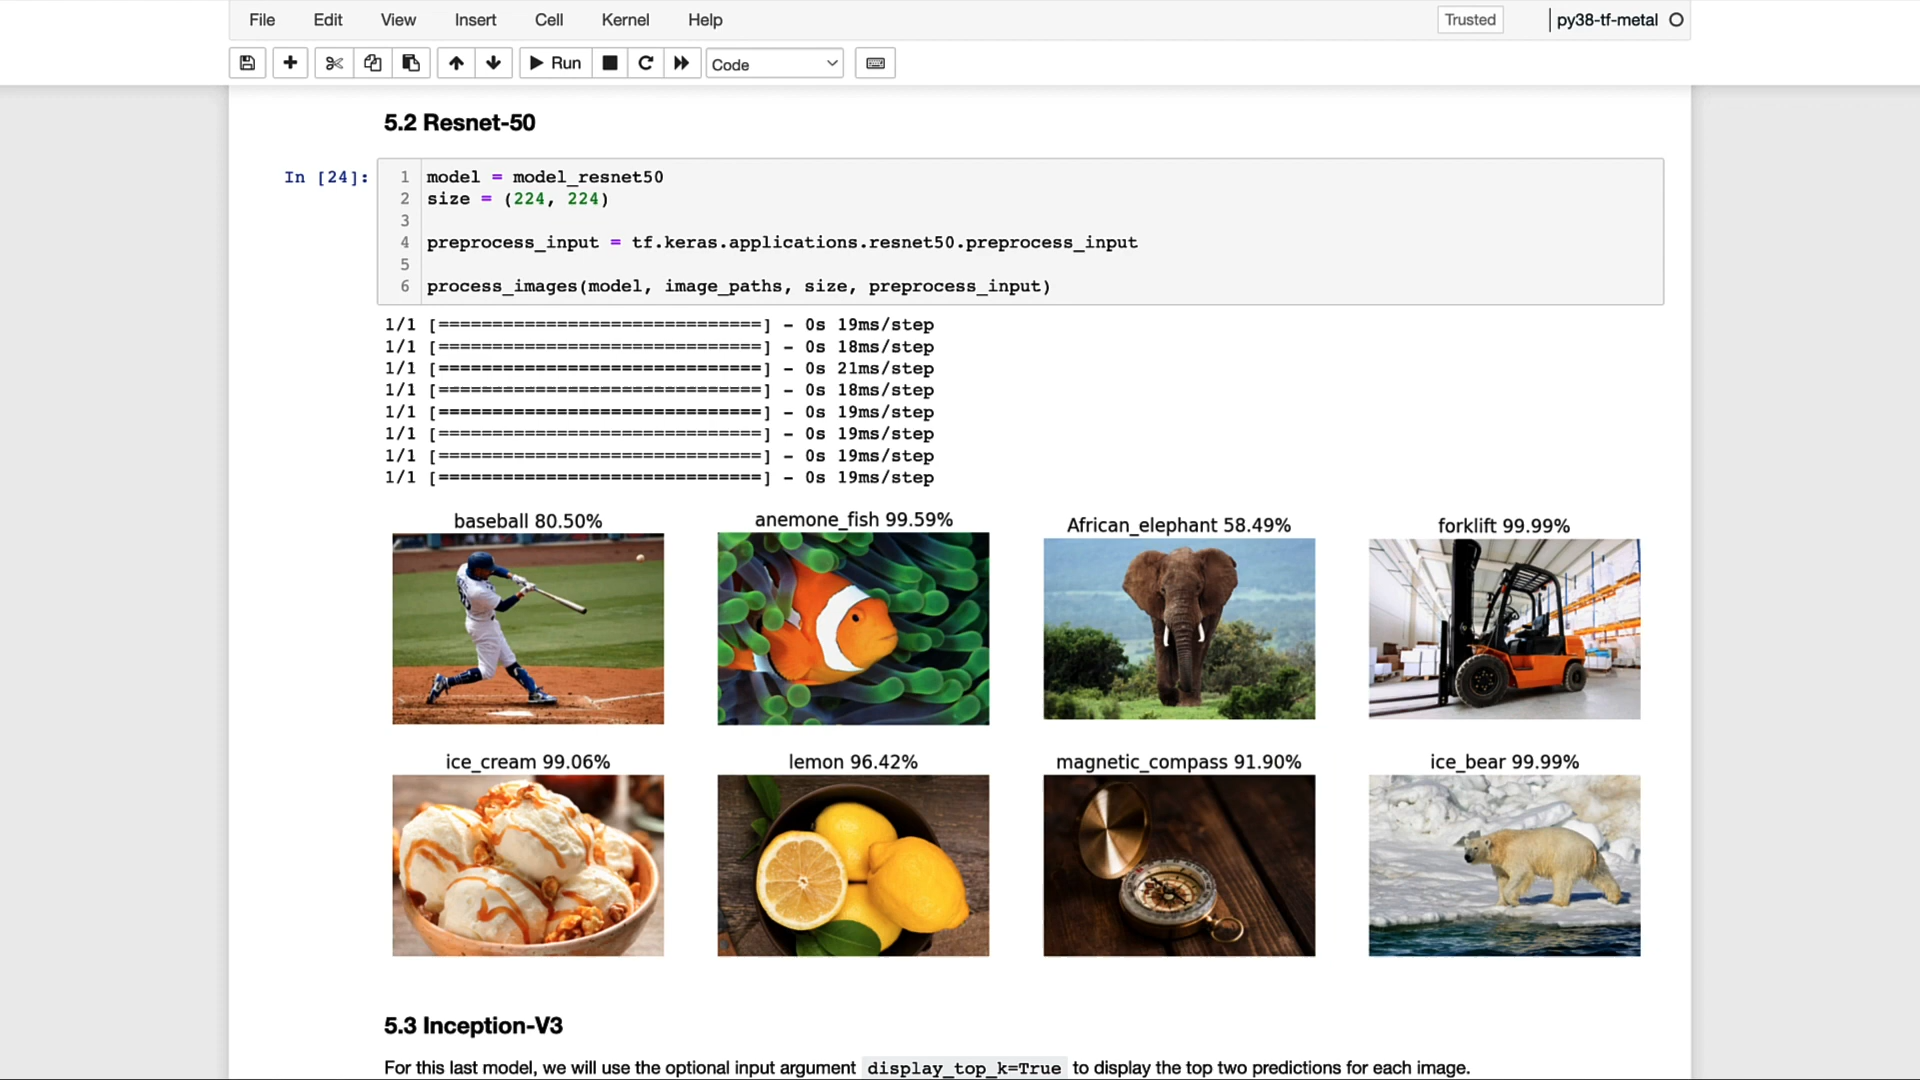 File Edit View Insert Cell Kernel Help Trusted py38-tf-metal
Run Code
5.2 Resnet-50
In [24]:
1 model = model_resnet50
2 size = (224, 224)
3
4 preprocess_input = tf.keras.applications.resnet50.preprocess_input
5
6 process_images(model, image_paths, size, preprocess_input)
1/1 [==============================] - 0s 19ms/step
1/1 [==============================] - 0s 18ms/step
1/1 [==============================] - 0s 21ms/step
1/1 [==============================] - 0s 18ms/step
1/1 [==============================] - 0s 19ms/step
1/1 [==============================] - 0s 19ms/step
1/1 [==============================] - 0s 19ms/step
1/1 [==============================] - 0s 19ms/step
baseball 80.50% anemone_fish 99.59% African_elephant 58.49% forklift 99.99%
ice_cream 99.06% lemon 96.42% magnetic_compass 91.90% ice_bear 99.99%
5.3 Inception-V3
For this last model, we will use the optional input argument display_top_k=True to display the top two predictions for each image.